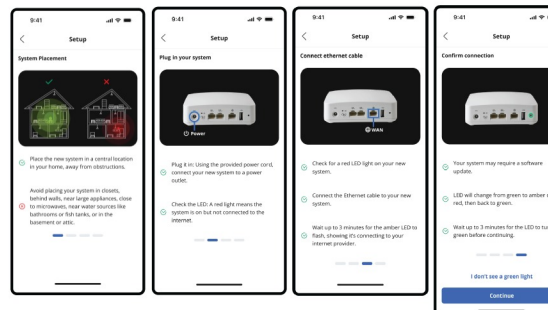 9:41
Setup
System Placement
Place the new system in a central location
in your home, away from obstructions.
Avoid placing your system in closets,
behind walls, near large appliances, close
to microwaves, near water sources like
bathrooms or fish tanks, or in the
basement or attic.
9:41
Setup
Plug in your system
Power
Plug it in: Using the provided power cord,
connect your new system to a power
outlet.
Check the LED: A red light means the
system is on but not connected to the
internet.
9:41
Setup
Connect ethernet cable
WAN
Check for a red LED light on your new
system.
Connect the Ethernet cable to your new
system.
Wait up to 3 minutes for the amber LED to
flash, showing it's connecting to your
internet provider.
9:41
Setup
Confirm connection
Your system may require a software
update.
LED will change from green to amber
red, then back to green.
Wait up to 3 minutes for the LED to
green before continuing.
I don't see a green light
Continue